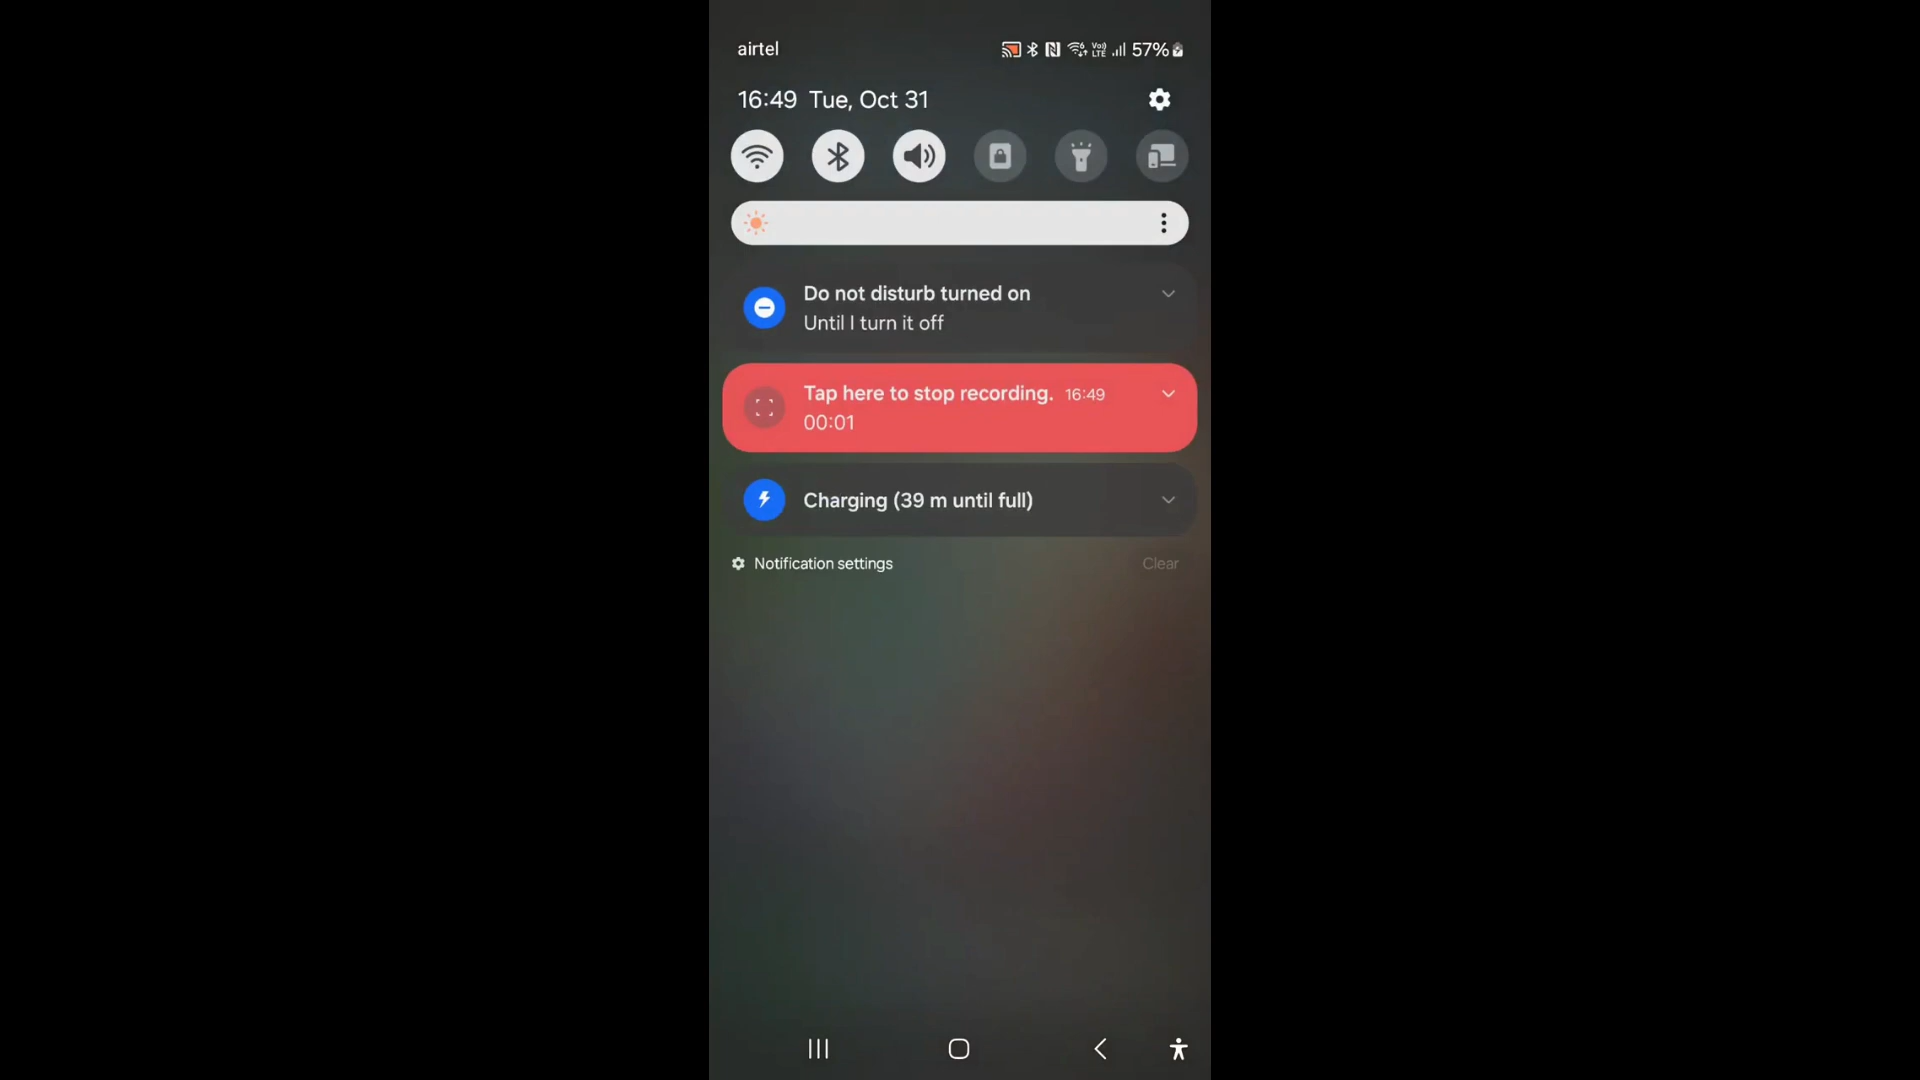 airtel 57%
16:49 Tue, Oct 31
Do not disturb turned on
Until I turn it off
Tap here to stop recording. 16:49
00:01
Charging (39 m until full)
Notification settings Clear